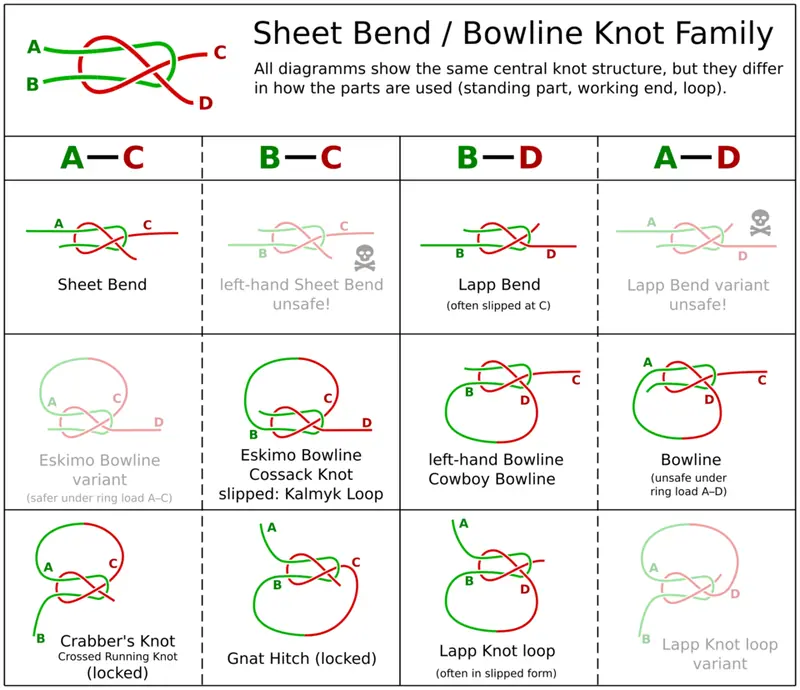 Sheet Bend / Bowline Knot Family
All diagramms show the same central knot structure, but they differ
in how the parts are used (standing part, working end, loop).
A
B
C
D
A—C
B—C
B—D
A—D
A
C
Sheet Bend
C
B
left-hand Sheet Bend
unsafe!
B
D
Lapp Bend
(often slipped at C)
A
D
Lapp Bend variant
unsafe!
A
C
D
Eskimo Bowline
variant
(safer under ring load A–C)
C
B
D
Eskimo Bowline
Cossack Knot
slipped: Kalmyk Loop
B
C
D
left-hand Bowline
Cowboy Bowline
A
C
D
Bowline
(unsafe under
ring load A–D)
A
C
B
Crabber's Knot
Crossed Running Knot
(locked)
A
C
B
Gnat Hitch (locked)
A
B
D
Lapp Knot loop
(often in slipped form)
A
D
B
Lapp Knot loop
variant